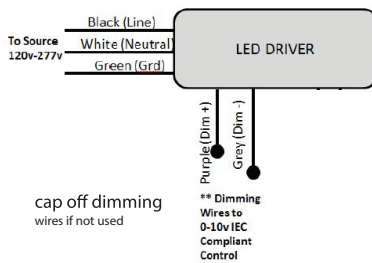 Black (Line)
To Source
120v-277v
White (Neutral)
Green (Grd)
LED DRIVER
Purple (Dim +)
Grey (Dim -)
cap off dimming
wires if not used
** Dimming
Wires to
0-10v IEC
Compliant
Control